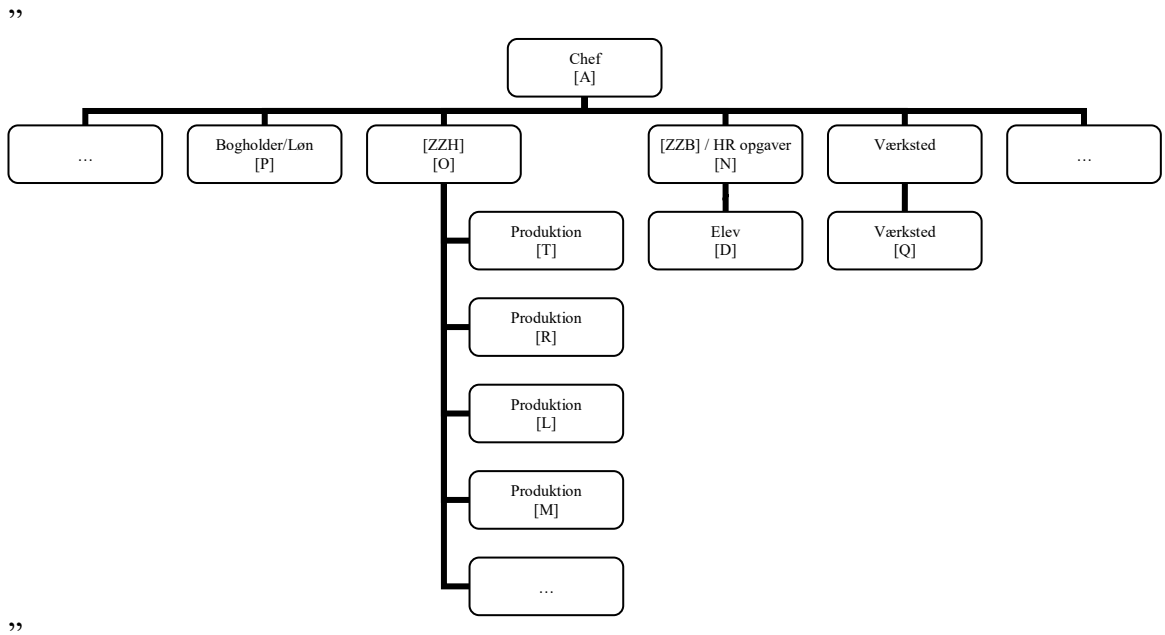 ”
Chef
[A]
…
Bogholder/Løn
[P]
[ZZH]
[O]
[ZZB] / HR opgaver
[N]
Værksted
…
Produktion
[T]
Elev
[D]
Værksted
[Q]
Produktion
[R]
Produktion
[L]
Produktion
[M]
…
”